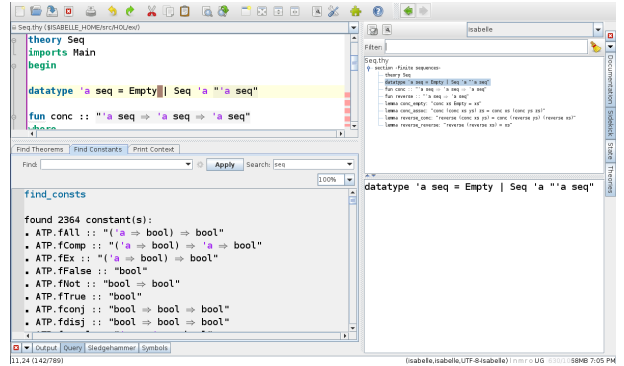 Seq.thy ($ISABELLE_HOME/src/HOL/ex/)
theory Seq
imports Main
begin
datatype 'a seq = Empty | Seq 'a "'a seq"
fun conc :: "'a seq ⇒ 'a seq ⇒ 'a seq"
where
Find Theorems Find Constants Print Context
Find: Apply Search: seq
100%
find_consts
found 2364 constant(s):
ATP.fAll :: "('a ⇒ bool) ⇒ bool"
ATP.fComp :: "('a ⇒ bool) ⇒ 'a ⇒ bool"
ATP.fEx :: "('a ⇒ bool) ⇒ bool"
ATP.fFalse :: "bool"
ATP.fNot :: "bool ⇒ bool"
ATP.fTrue :: "bool"
ATP.fconj :: "bool ⇒ bool ⇒ bool"
ATP.fdisj :: "bool ⇒ bool ⇒ bool"
Output Query Sledgehammer Symbols
isabelle
Filter:
Seq.thy
section ‹Finite sequences›
theory Seq
datatype 'a seq = Empty | Seq 'a "'a seq"
fun conc :: "'a seq ⇒ 'a seq ⇒ 'a seq"
fun reverse :: "'a seq ⇒ 'a seq"
lemma conc_empty: "conc xs Empty = xs"
lemma conc_assoc: "conc (conc xs ys) zs = conc xs (conc ys zs)"
lemma reverse_conc: "reverse (conc xs ys) = conc (reverse ys) (reverse xs)"
lemma reverse_reverse: "reverse (reverse xs) = xs"
datatype 'a seq = Empty | Seq 'a "'a seq"
Documentation
Sidekick
State
Theories
11,24 (142/789)
(isabelle,isabelle,UTF-8-Isabelle) n m r o UG 58MB 7:05 PM